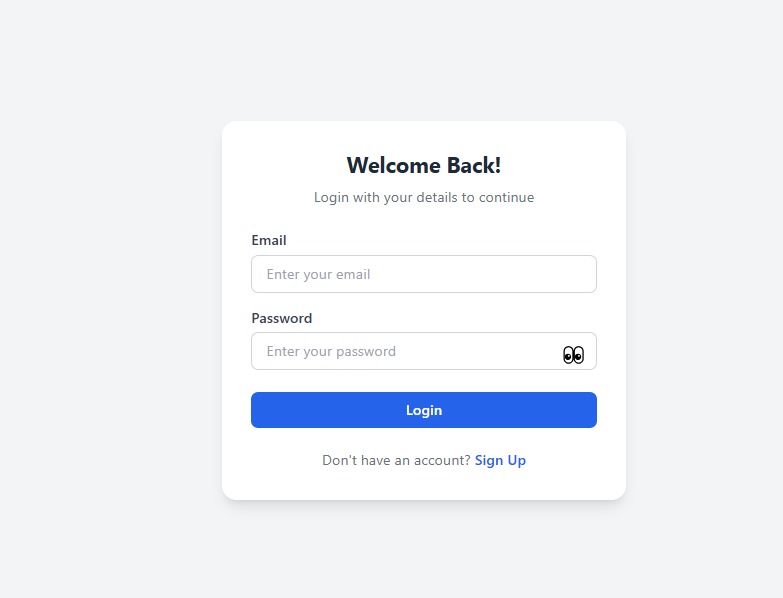 Welcome Back!
Login with your details to continue
Email
Enter your email
Password
Enter your password
Login
Don't have an account? Sign Up